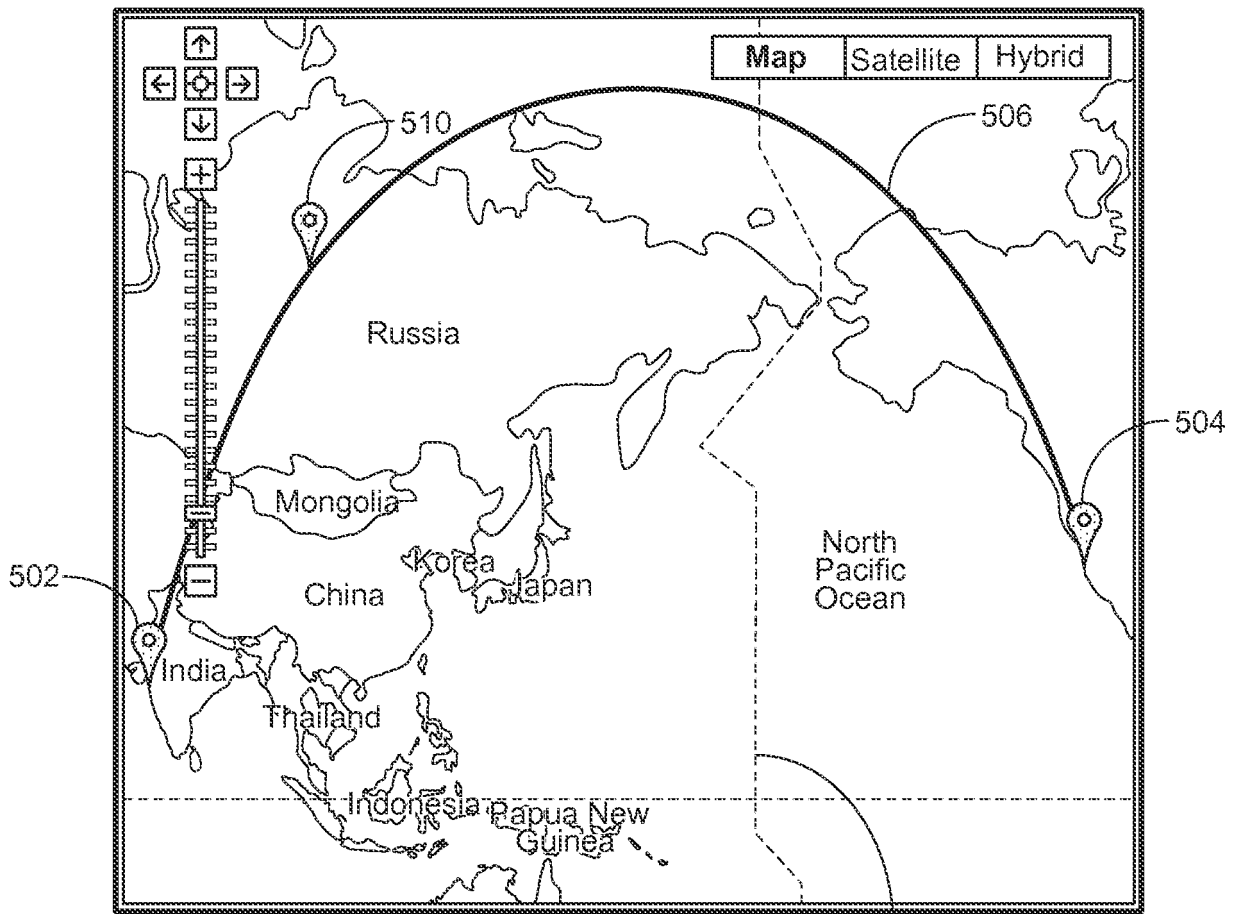 Map Satellite Hybrid
510
506
Russia
504
Mongolia
Korea
North
Pacific
Ocean
502
China
Japan
India
Thailand
Indonesia
Papua New
Guinea